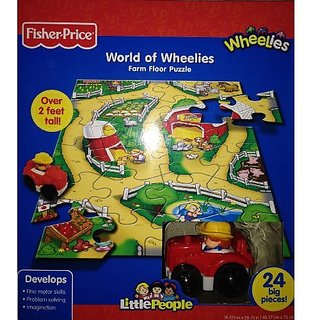 Fisher-Price
Wheelies
World of Wheelies
Farm Floor Puzzle
Over
2 feet
tall!
Develops
• Fine motor skills
• Problem solving
• Imagination
Little People
24
big
pieces!